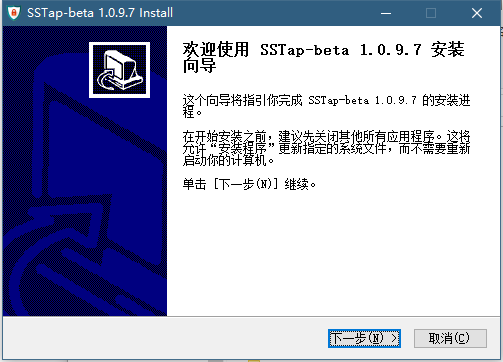 SSTap-beta 1.0.9.7 Install
欢迎使用 SSTap-beta 1.0.9.7 安装
向导
这个向导将指引你完成 SSTap-beta 1.0.9.7 的安装进
程。
在开始安装之前，建议先关闭其他所有应用程序。这将
允许“安装程序”更新指定的系统文件，而不需要重新
启动你的计算机。
单击 [下一步(N)] 继续。
下一步(N) >
取消(C)